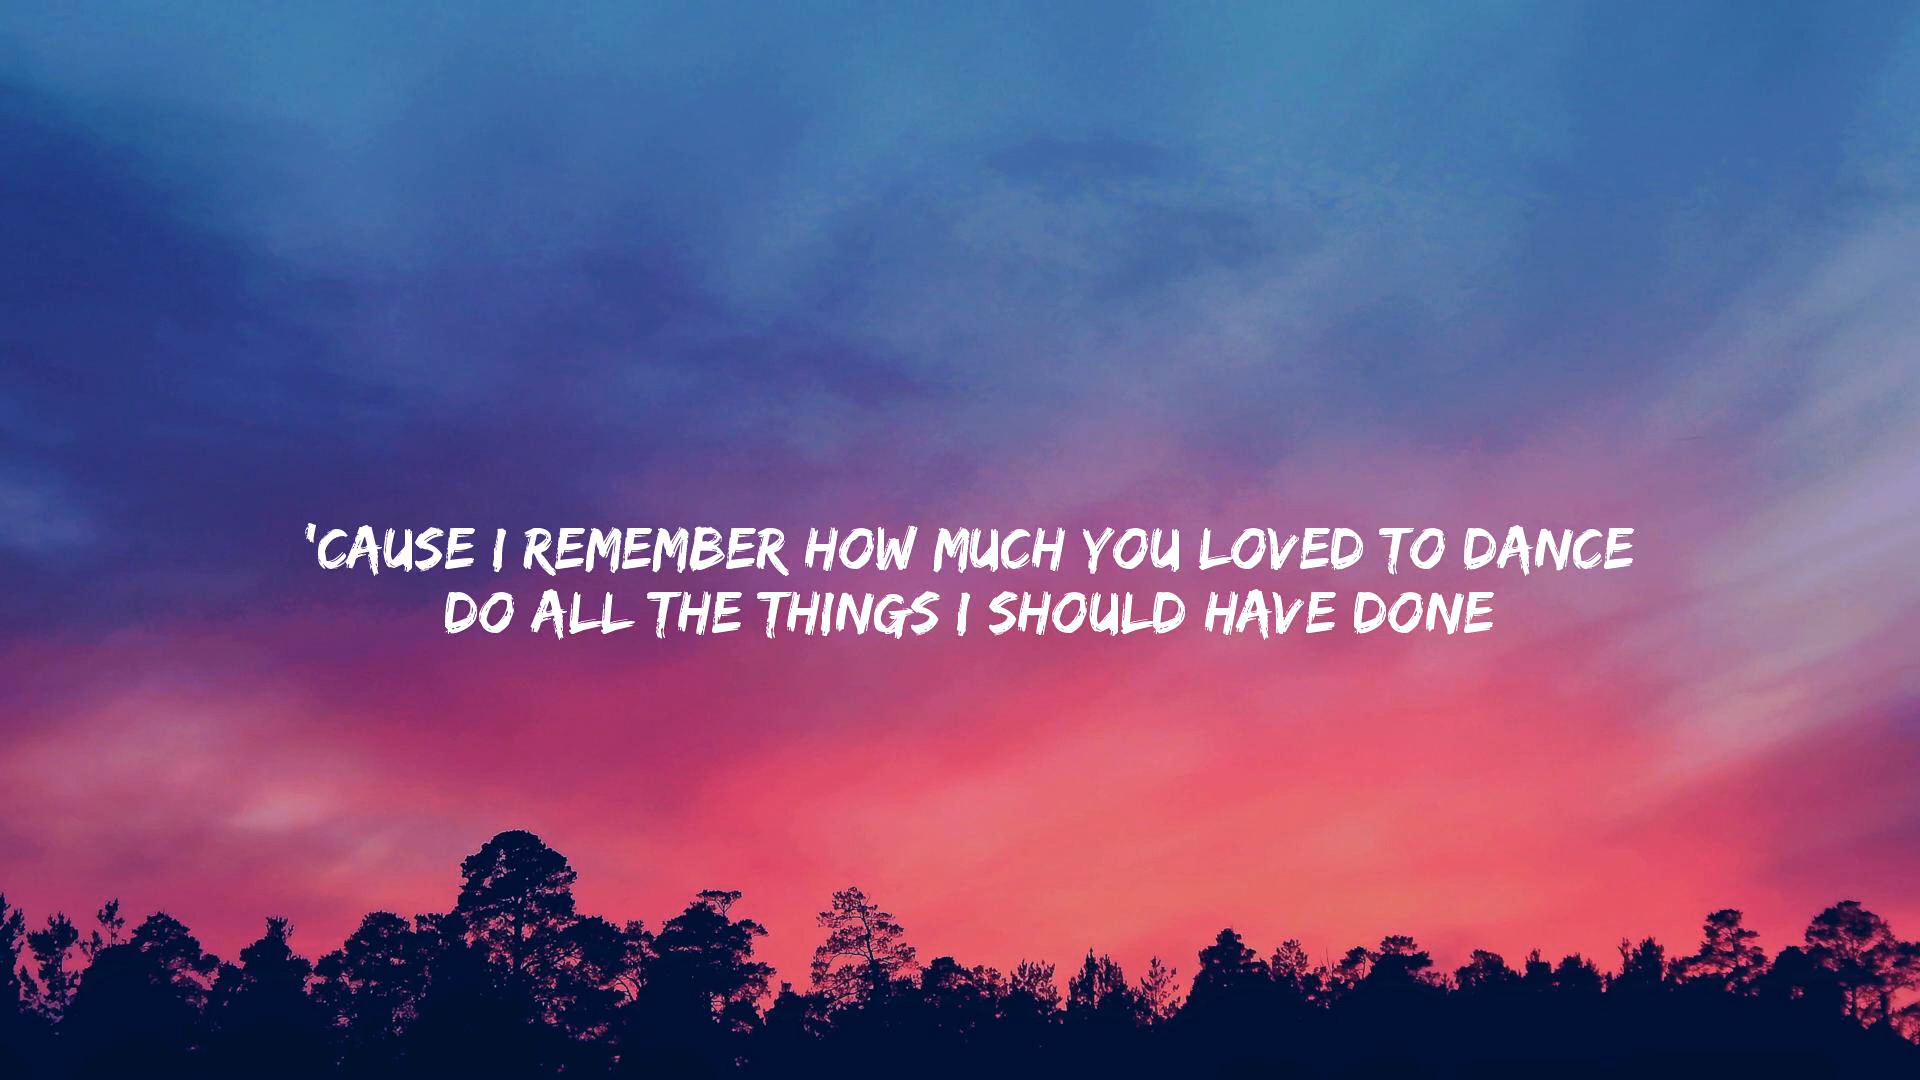 'CAUSE I REMEMBER HOW MUCH YOU LOVED TO DANCE
DO ALL THE THINGS I SHOULD HAVE DONE